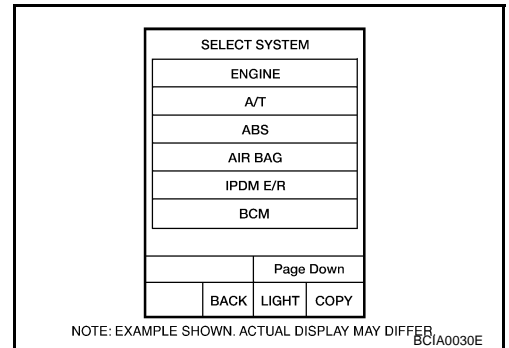 SELECT SYSTEM
ENGINE
A/T
ABS
AIR BAG
IPDM E/R
BCM
Page Down
BACK LIGHT COPY
NOTE: EXAMPLE SHOWN. ACTUAL DISPLAY MAY DIFFER.
BCIA0030E